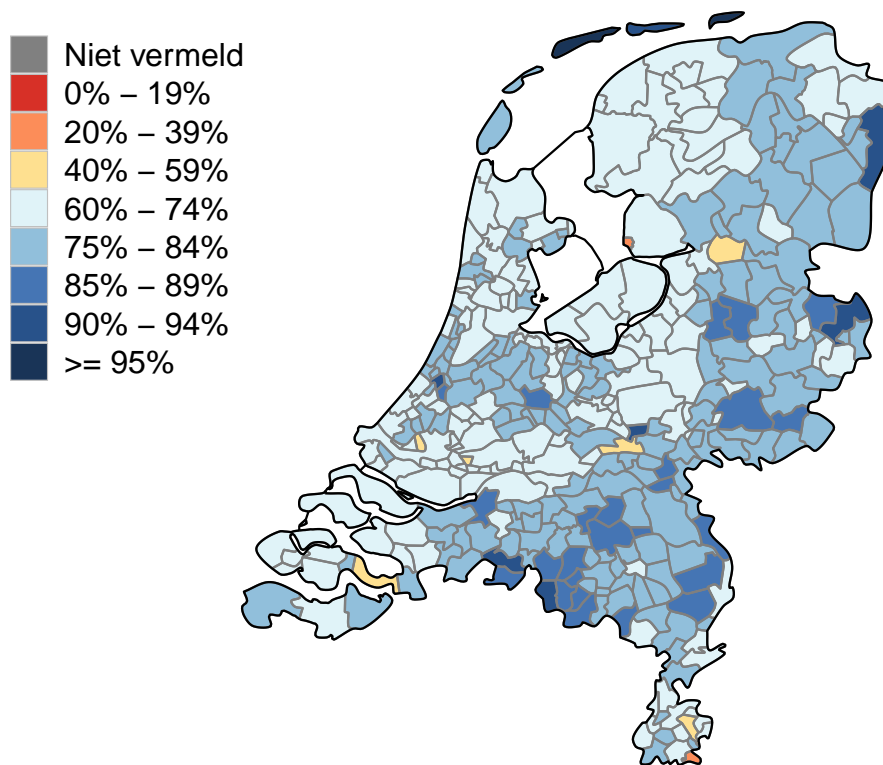 Niet vermeld
0% – 19%
20% – 39%
40% – 59%
60% – 74%
75% – 84%
85% – 89%
90% – 94%
>= 95%